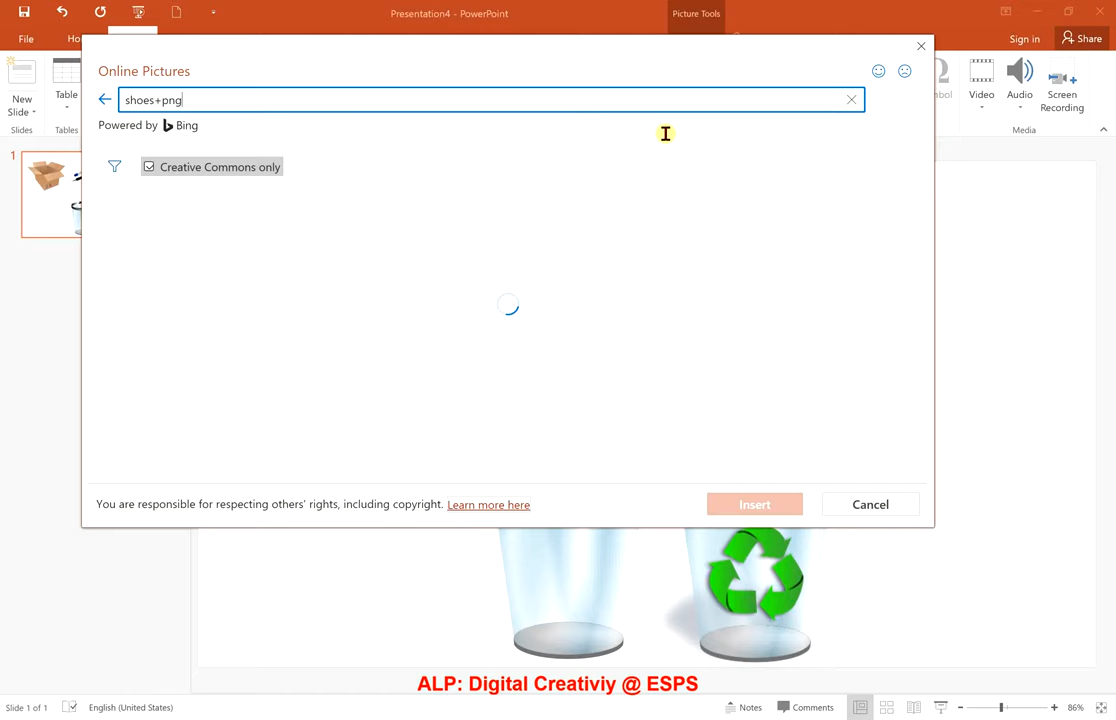 Presentation4 - PowerPoint
Picture Tools
File
Ho
Sign in
Share
New
Slide
Table
Video
Audio
Screen
Recording
bol
Slides
Tables
Media
Online Pictures
shoes+png
Powered by Bing
Creative Commons only
You are responsible for respecting others' rights, including copyright. Learn more here
Insert
Cancel
1
ALP: Digital Creativiy @ ESPS
Slide 1 of 1
English (United States)
Notes
Comments
86%